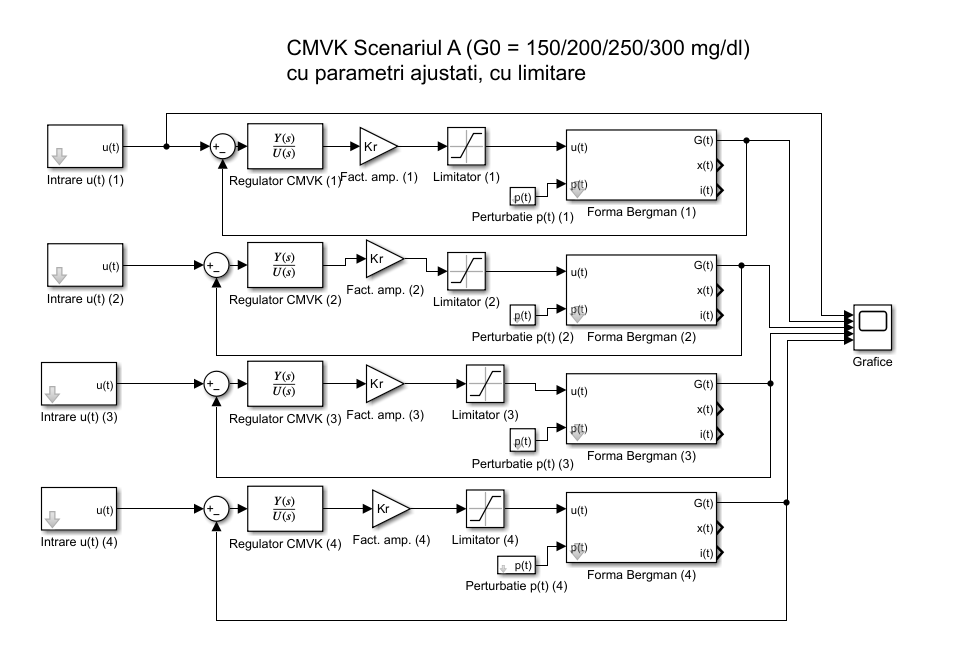 CMVK Scenariul A (G0 = 150/200/250/300 mg/dl)
cu parametri ajustati, cu limitare
u(t)
Intrare u(t) (1)
+
_
Y(s)
U(s)
Regulator CMVK (1)
Kr
Fact. amp. (1)
Limitator (1)
p(t)
Perturbatie p(t) (1)
u(t)
p(t)
G(t)
x(t)
i(t)
Forma Bergman (1)
u(t)
Intrare u(t) (2)
+
_
Y(s)
U(s)
Regulator CMVK (2)
Kr
Fact. amp. (2)
Limitator (2)
p(t)
Perturbatie p(t) (2)
u(t)
p(t)
G(t)
x(t)
i(t)
Forma Bergman (2)
Grafice
u(t)
Intrare u(t) (3)
+
_
Y(s)
U(s)
Regulator CMVK (3)
Kr
Fact. amp. (3)
Limitator (3)
p(t)
Perturbatie p(t) (3)
u(t)
p(t)
G(t)
x(t)
i(t)
Forma Bergman (3)
u(t)
Intrare u(t) (4)
+
_
Y(s)
U(s)
Regulator CMVK (4)
Kr
Fact. amp. (4)
Limitator (4)
p(t)
Perturbatie p(t) (4)
u(t)
p(t)
G(t)
x(t)
i(t)
Forma Bergman (4)